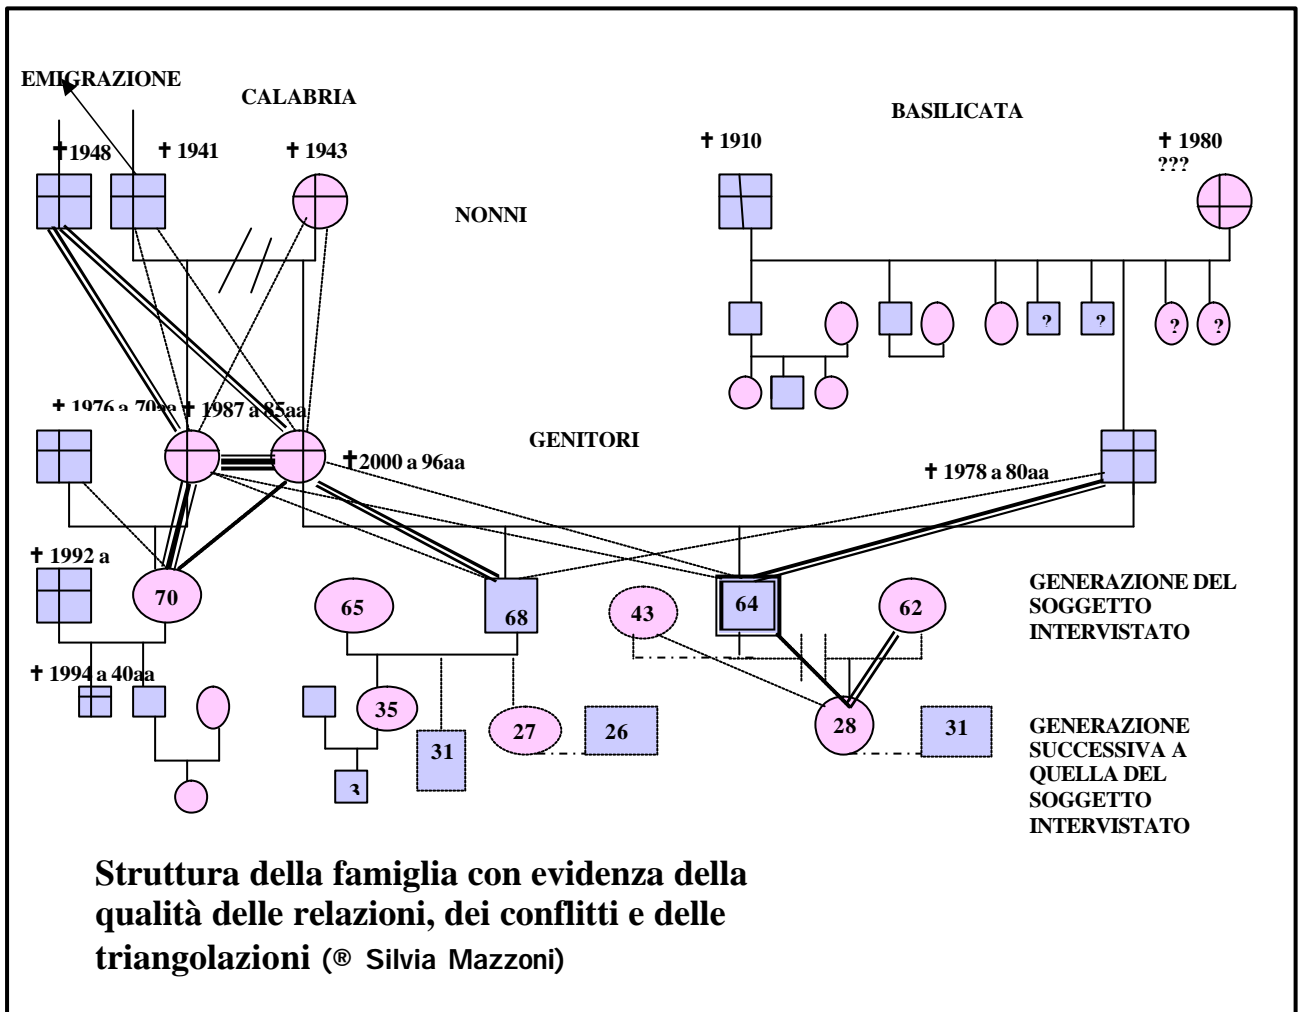 EMIGRAZIONE
CALABRIA
BASILICATA
✝1948
✝ 1941
✝ 1943
✝ 1910
✝ 1980
???
NONNI
?
?
?
?
✝ 1976 a 70aa
✝ 1987 a 85aa
GENITORI
✝2000 a 96aa
✝ 1978 a 80aa
✝ 1992 a
70
65
68
43
64
62
GENERAZIONE DEL
SOGGETTO
INTERVISTATO
✝ 1994 a 40aa
35
31
27
26
28
31
3
GENERAZIONE
SUCCESSIVA A
QUELLA DEL
SOGGETTO
INTERVISTATO
Struttura della famiglia con evidenza della
qualità delle relazioni, dei conflitti e delle
triangolazioni (® Silvia Mazzoni)